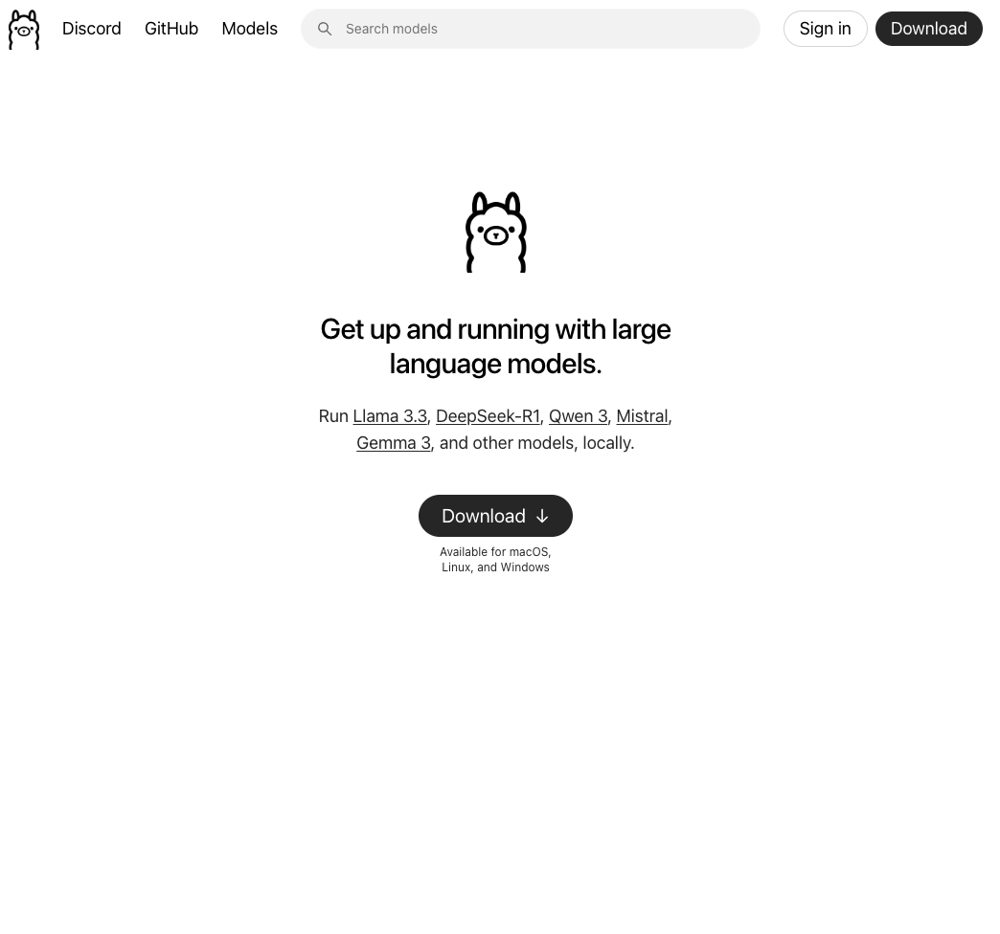 Discord GitHub Models Search models Sign in Download
Get up and running with large
language models.
Run Llama 3.3, DeepSeek-R1, Qwen 3, Mistral,
Gemma 3, and other models, locally.
Download ↓
Available for macOS,
Linux, and Windows